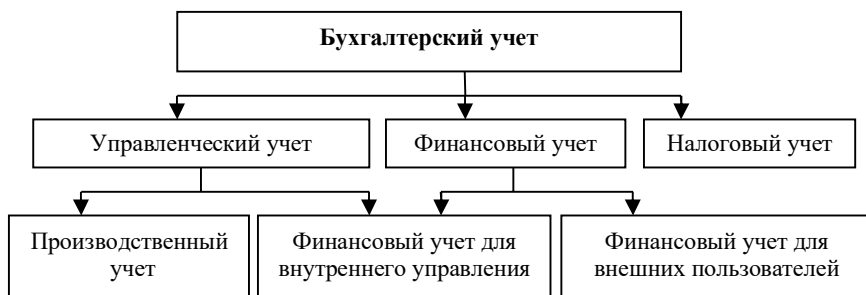 Бухгалтерский учет
Управленческий учет
Финансовый учет
Налоговый учет
Производственный
учет
Финансовый учет для
внутреннего управления
Финансовый учет для
внешних пользователей